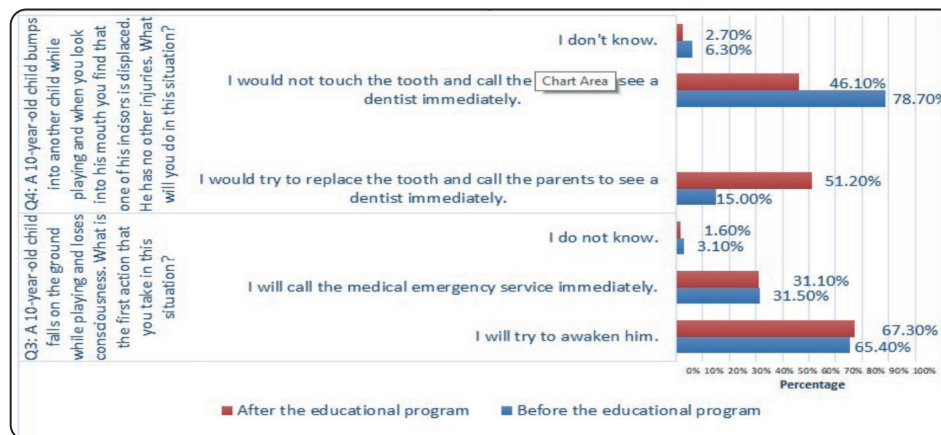 Q4: A 10-year-old child bumps
into another child while
playing and when you look
into his mouth you find that
one of his indsors is displaced.
He has no other injuries. What
will you do in this situation?
I don't know.
2.70%
6.30%
I would not touch the tooth and call the Chart Area see a
dentist immediately.
46.10%
78.70%
I would try to replace the tooth and call the parents to see a
dentist immediately.
51.20%
15.00%
Q3: A 10-year-old child
falls on the ground
while playing and loses
consdousness. What is
the first action that
you take in this
situation?
I do not know.
1.60%
3.10%
I will call the medical emergency service immediately.
31.10%
31.50%
I will try to awaken him.
67.30%
65.40%
0% 10% 20% 30% 40% 50% 60% 70% 80% 90% 100%
Percentage
After the educational program
Before the educational program